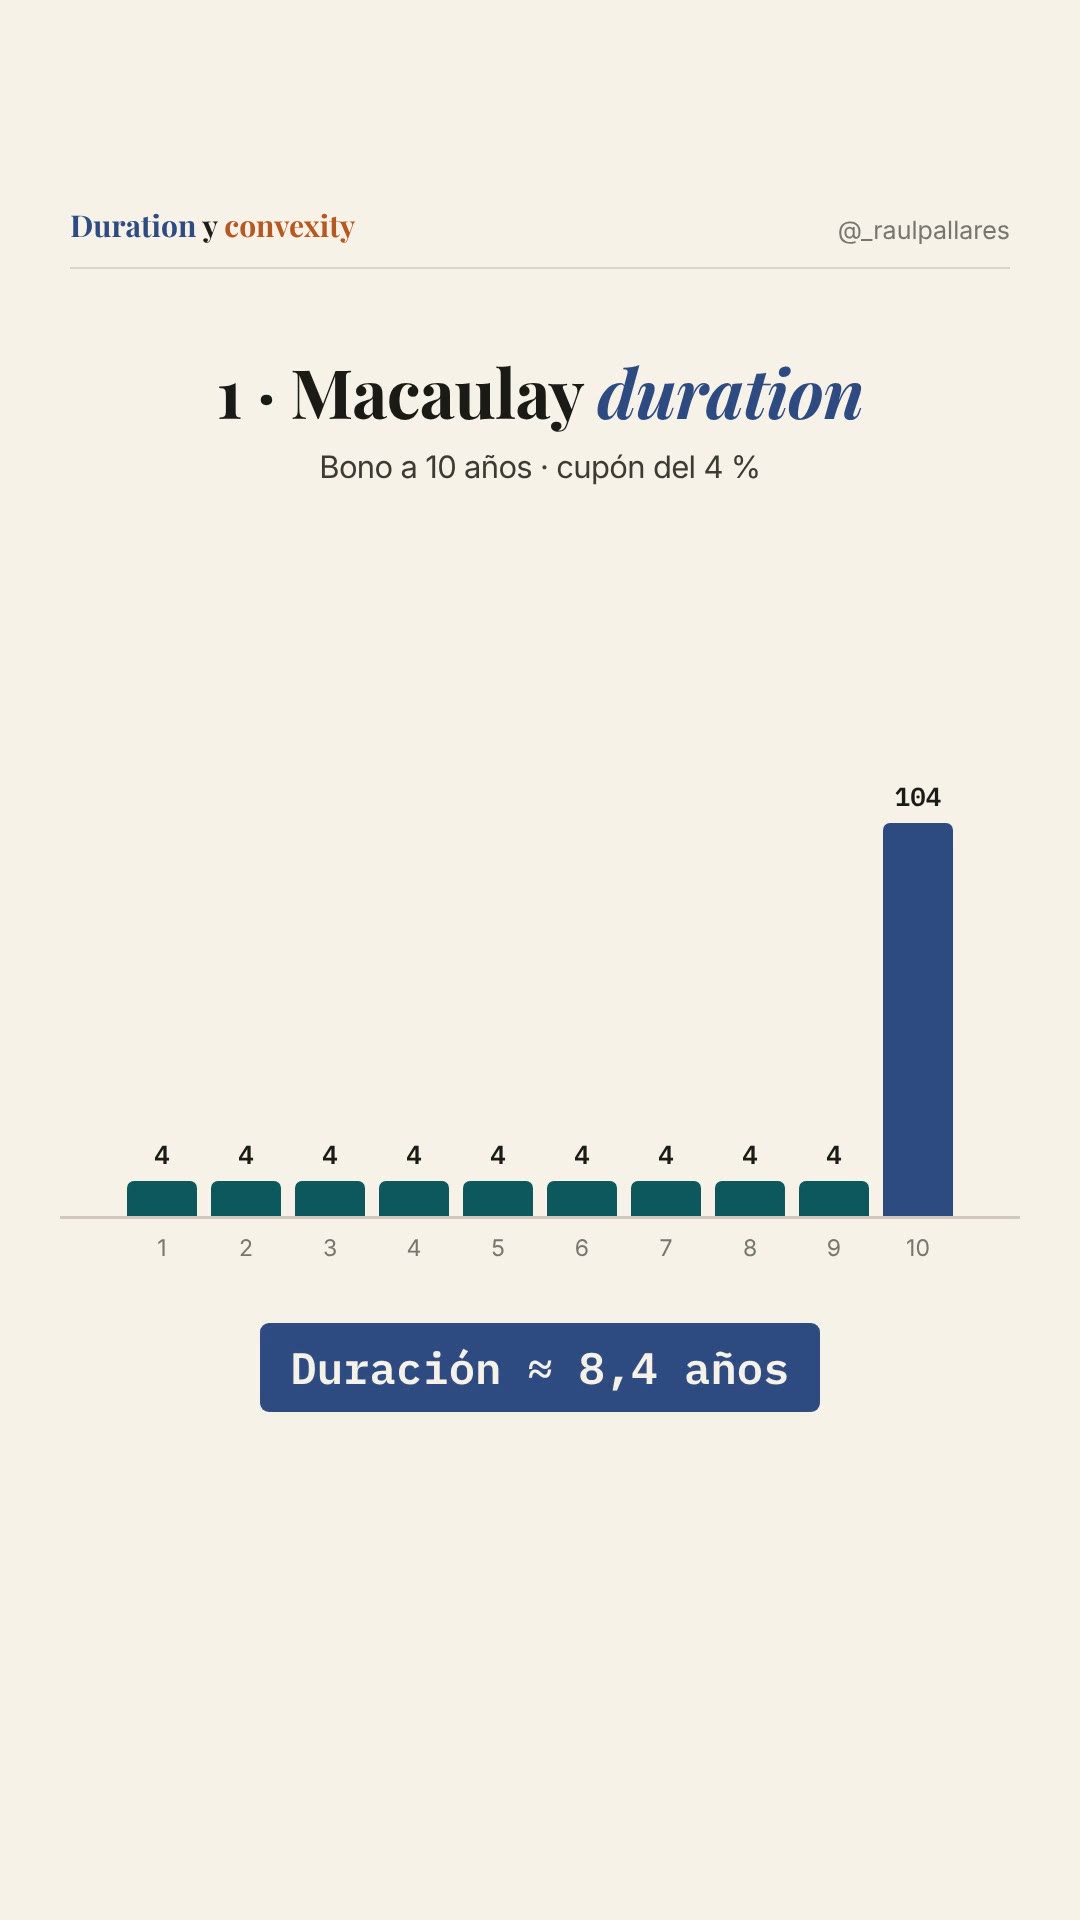 Duration y convexity
@_raulpallares
1 · Macaulay duration
Bono a 10 años · cupón del 4 %
104
4 4 4 4 4 4 4 4 4
1 2 3 4 5 6 7 8 9 10
Duración ≈ 8,4 años